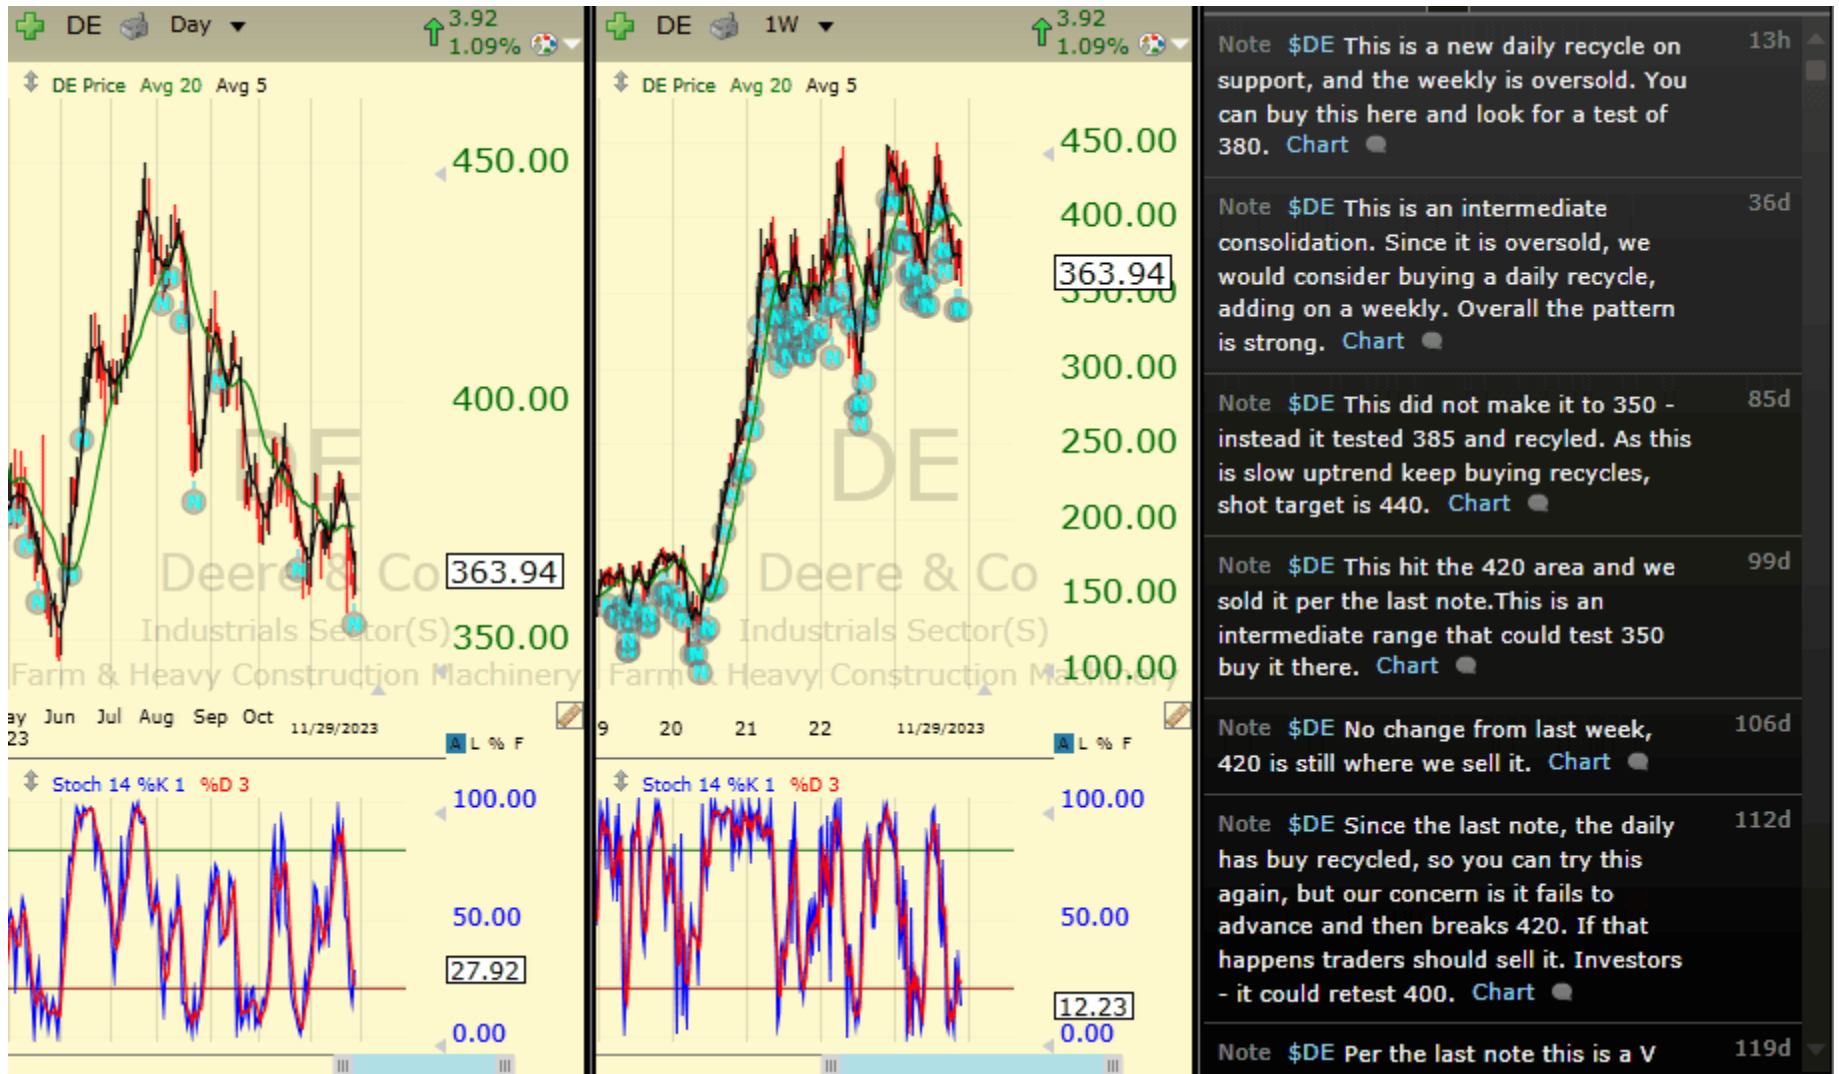 DE Day 3.92
1.09%
DE Price Avg 20 Avg 5
450.00
400.00
DE
Deere & Co
363.94
Industrials Sector(S)
350.00
Farm & Heavy Construction Machinery
ay Jun Jul Aug Sep Oct 11/29/2023
23
A L % F
Stoch 14 %K 1 %D 3
100.00
50.00
27.92
0.00
DE 1W 3.92
1.09%
DE Price Avg 20 Avg 5
450.00
400.00
363.94
350.00
300.00
250.00
DE
200.00
Deere & Co
150.00
Industrials Sector(S)
100.00
Farm & Heavy Construction Machinery
9 20 21 22 11/29/2023
A L % F
Stoch 14 %K 1 %D 3
100.00
50.00
12.23
0.00
Note $DE This is a new daily recycle on 13h
support, and the weekly is oversold. You
can buy this here and look for a test of
380. Chart
Note $DE This is an intermediate 36d
consolidation. Since it is oversold, we
would consider buying a daily recycle,
adding on a weekly. Overall the pattern
is strong. Chart
Note $DE This did not make it to 350 - 85d
instead it tested 385 and recyled. As this
is slow uptrend keep buying recycles,
shot target is 440. Chart
Note $DE This hit the 420 area and we 99d
sold it per the last note.This is an
intermediate range that could test 350
buy it there. Chart
Note $DE No change from last week, 106d
420 is still where we sell it. Chart
Note $DE Since the last note, the daily 112d
has buy recycled, so you can try this
again, but our concern is it fails to
advance and then breaks 420. If that
happens traders should sell it. Investors
- it could retest 400. Chart
Note $DE Per the last note this is a V 119d